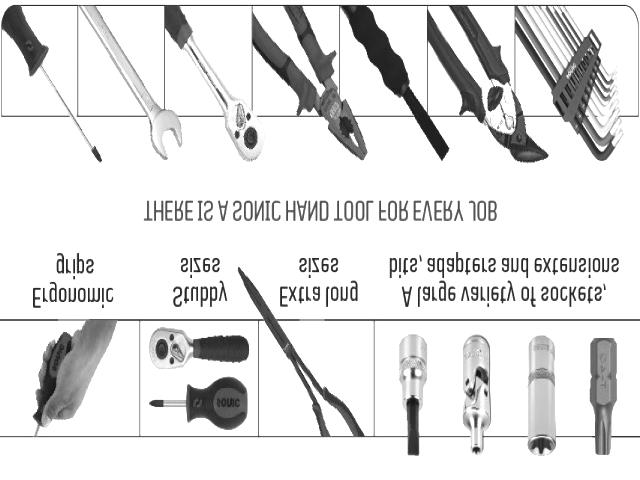 SONIC
Ergonomic
grips
Stubby
sizes
Extra long
sizes
A large variety of sockets,
bits, adapters and extensions
THERE IS A SONIC HAND TOOL FOR EVERY JOB